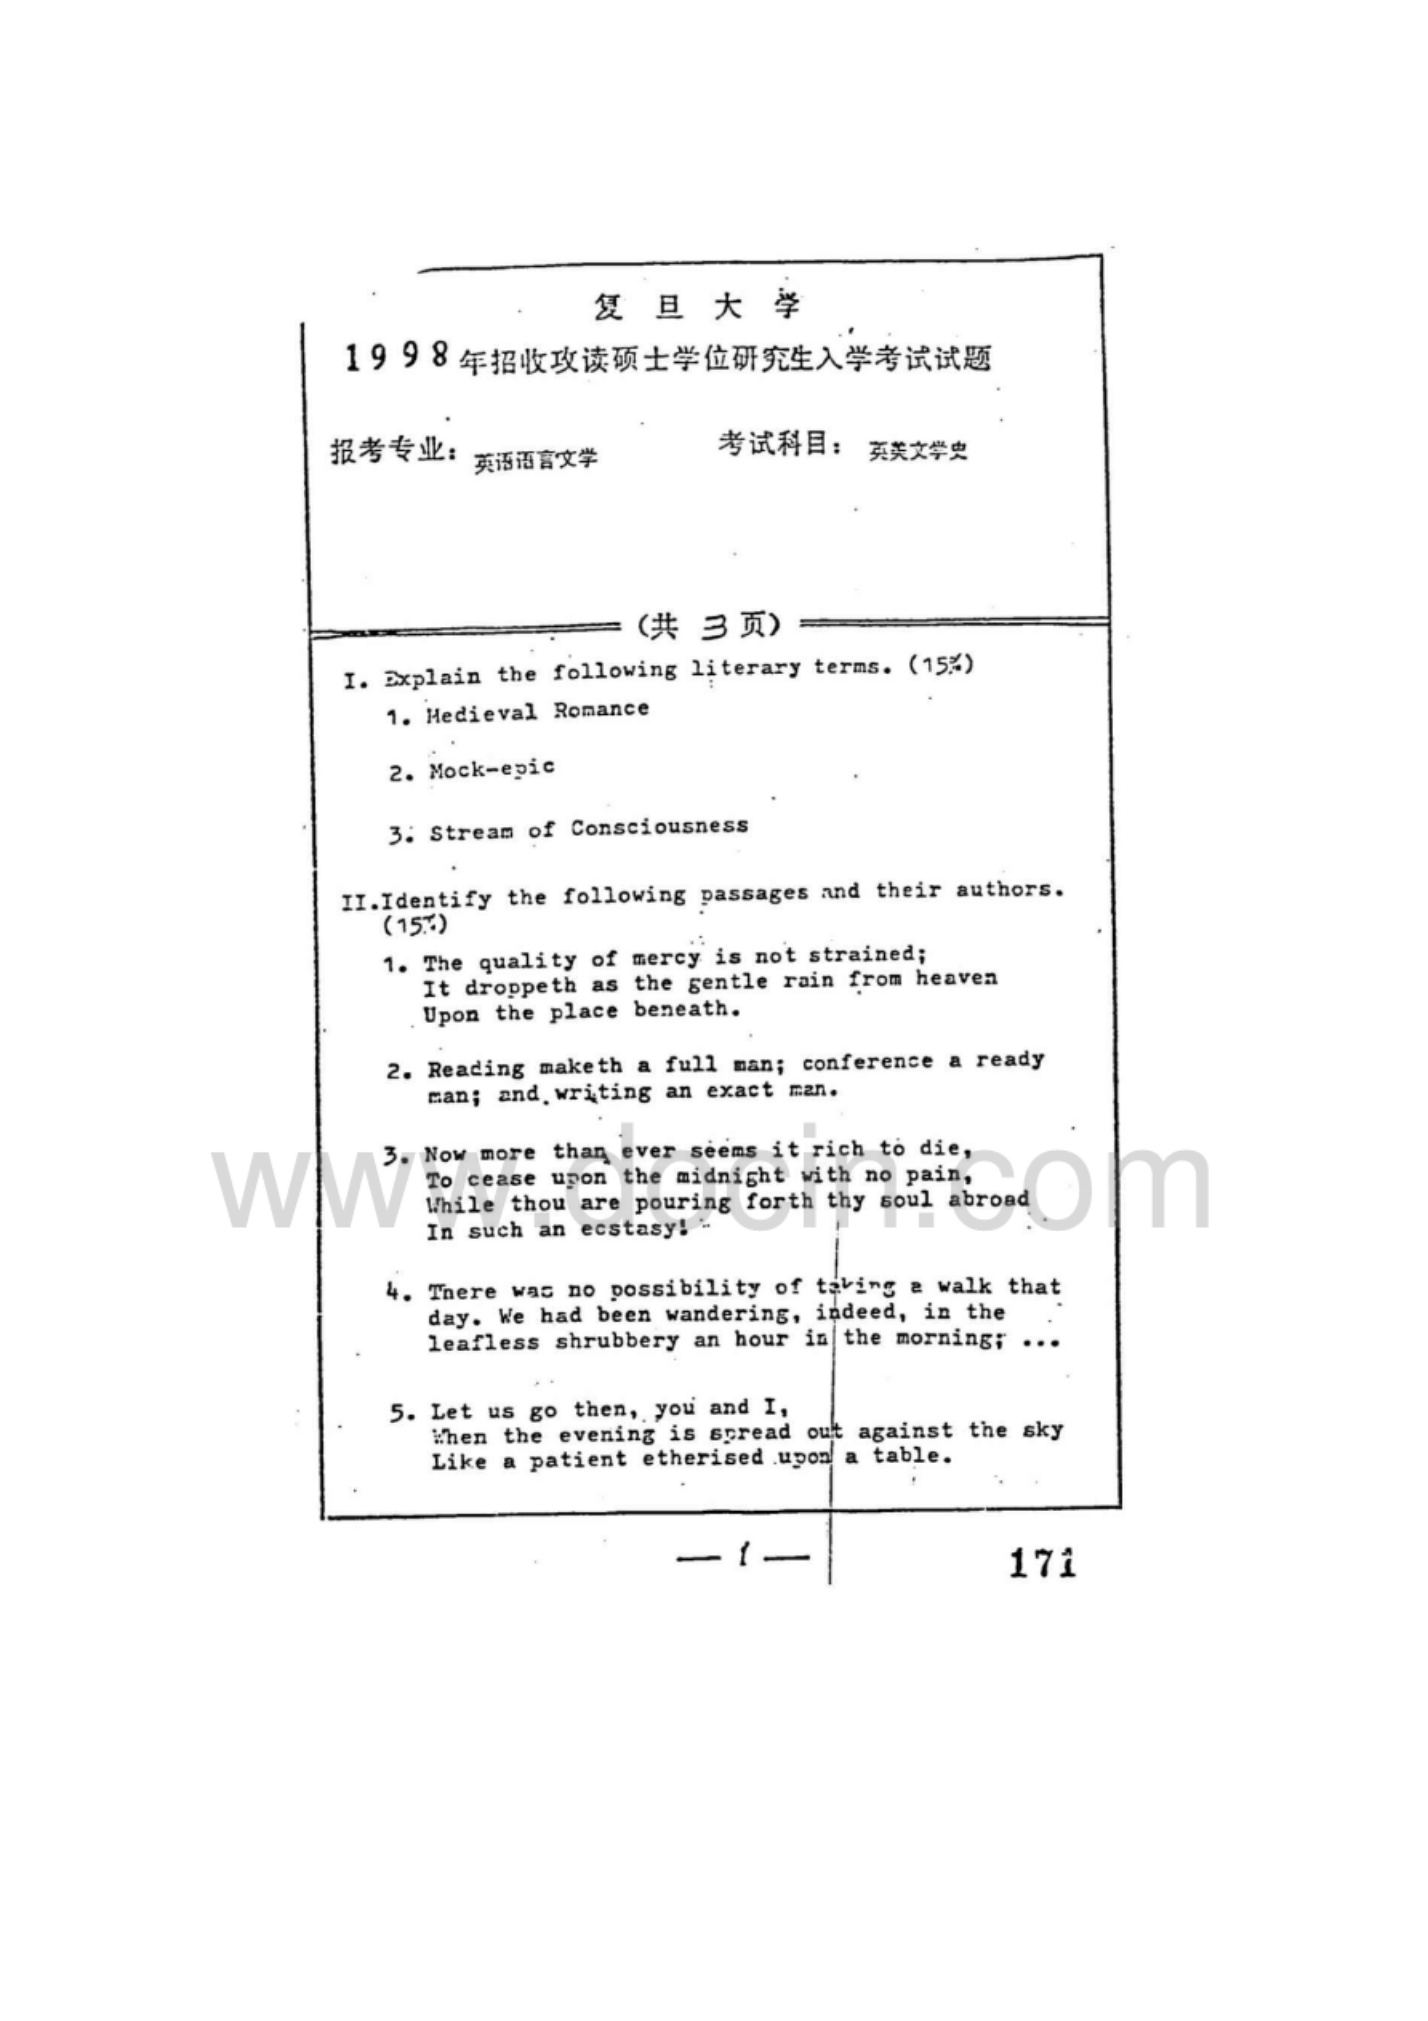 复 旦 大 学
1998年招收攻读硕士学位研究生入学考试试题
报考专业: 英语语言文学 考试科目: 英美文学史
(共 3 页)
I. Explain the following literary terms. (15%)
1. Medieval Romance
2. Mock-epic
3. Stream of Consciousness
II.Identify the following passages and their authors.
(15%)
1. The quality of mercy is not strained;
It droppeth as the gentle rain from heaven
Upon the place beneath.
2. Reading maketh a full man; conference a ready
man; and writing an exact man.
3. Now more than ever seems it rich to die,
To cease upon the midnight with no pain,
While thou are pouring forth thy soul abroad
In such an ecstasy!
4. There was no possibility of taking a walk that
day. We had been wandering, indeed, in the
leafless shrubbery an hour in the morning; ...
5. Let us go then, you and I,
When the evening is spread out against the sky
Like a patient etherised upon a table.
— 1 —
171
www.docin.com